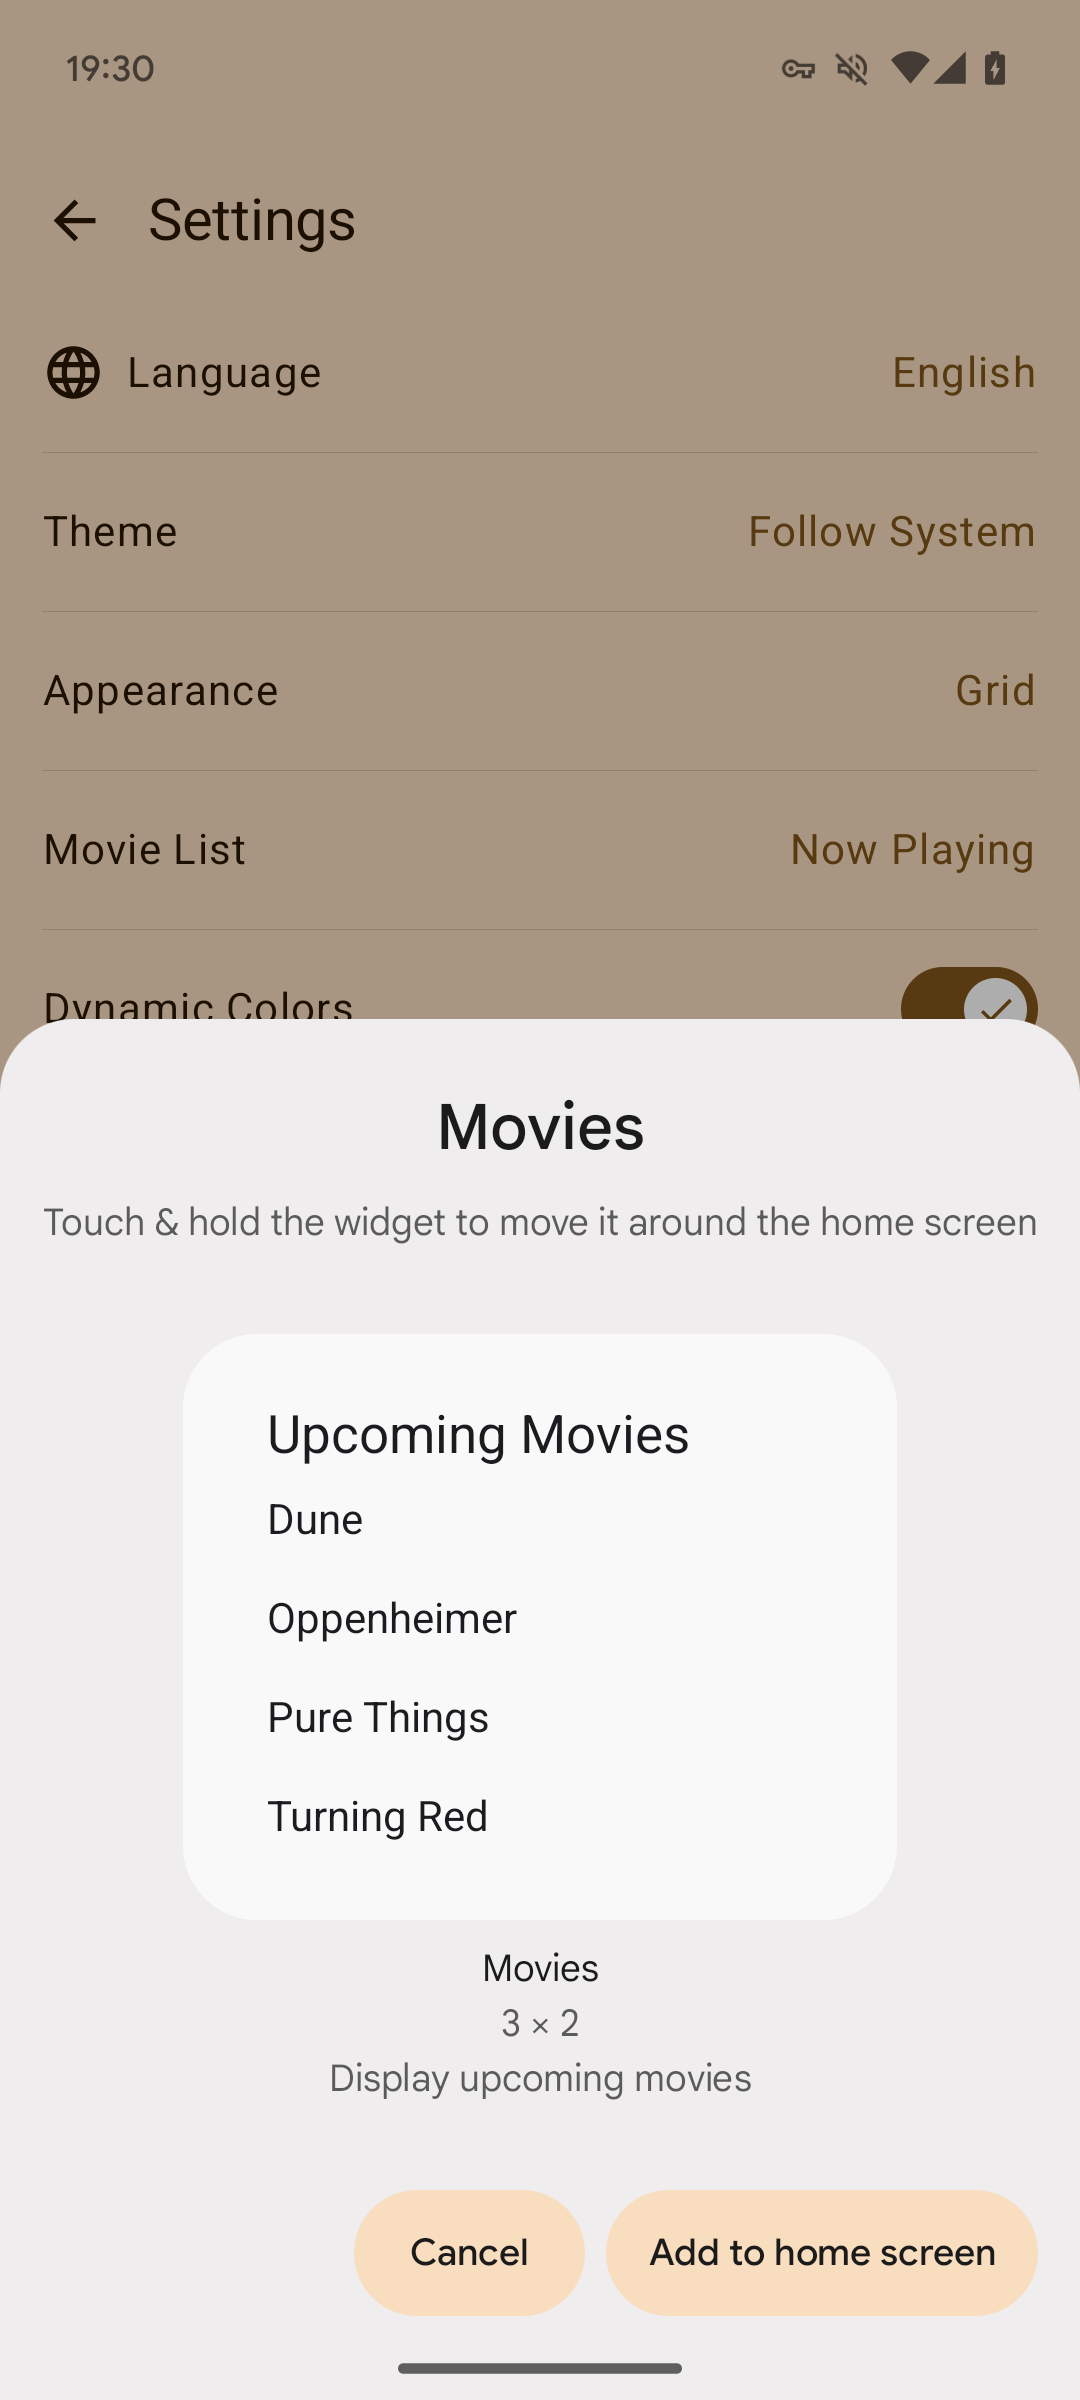 19:30
Settings
Language
English
Theme
Follow System
Appearance
Grid
Movie List
Now Playing
Dynamic Colors
Movies
Touch & hold the widget to move it around the home screen
Upcoming Movies
Dune
Oppenheimer
Pure Things
Turning Red
Movies
3 × 2
Display upcoming movies
Cancel
Add to home screen